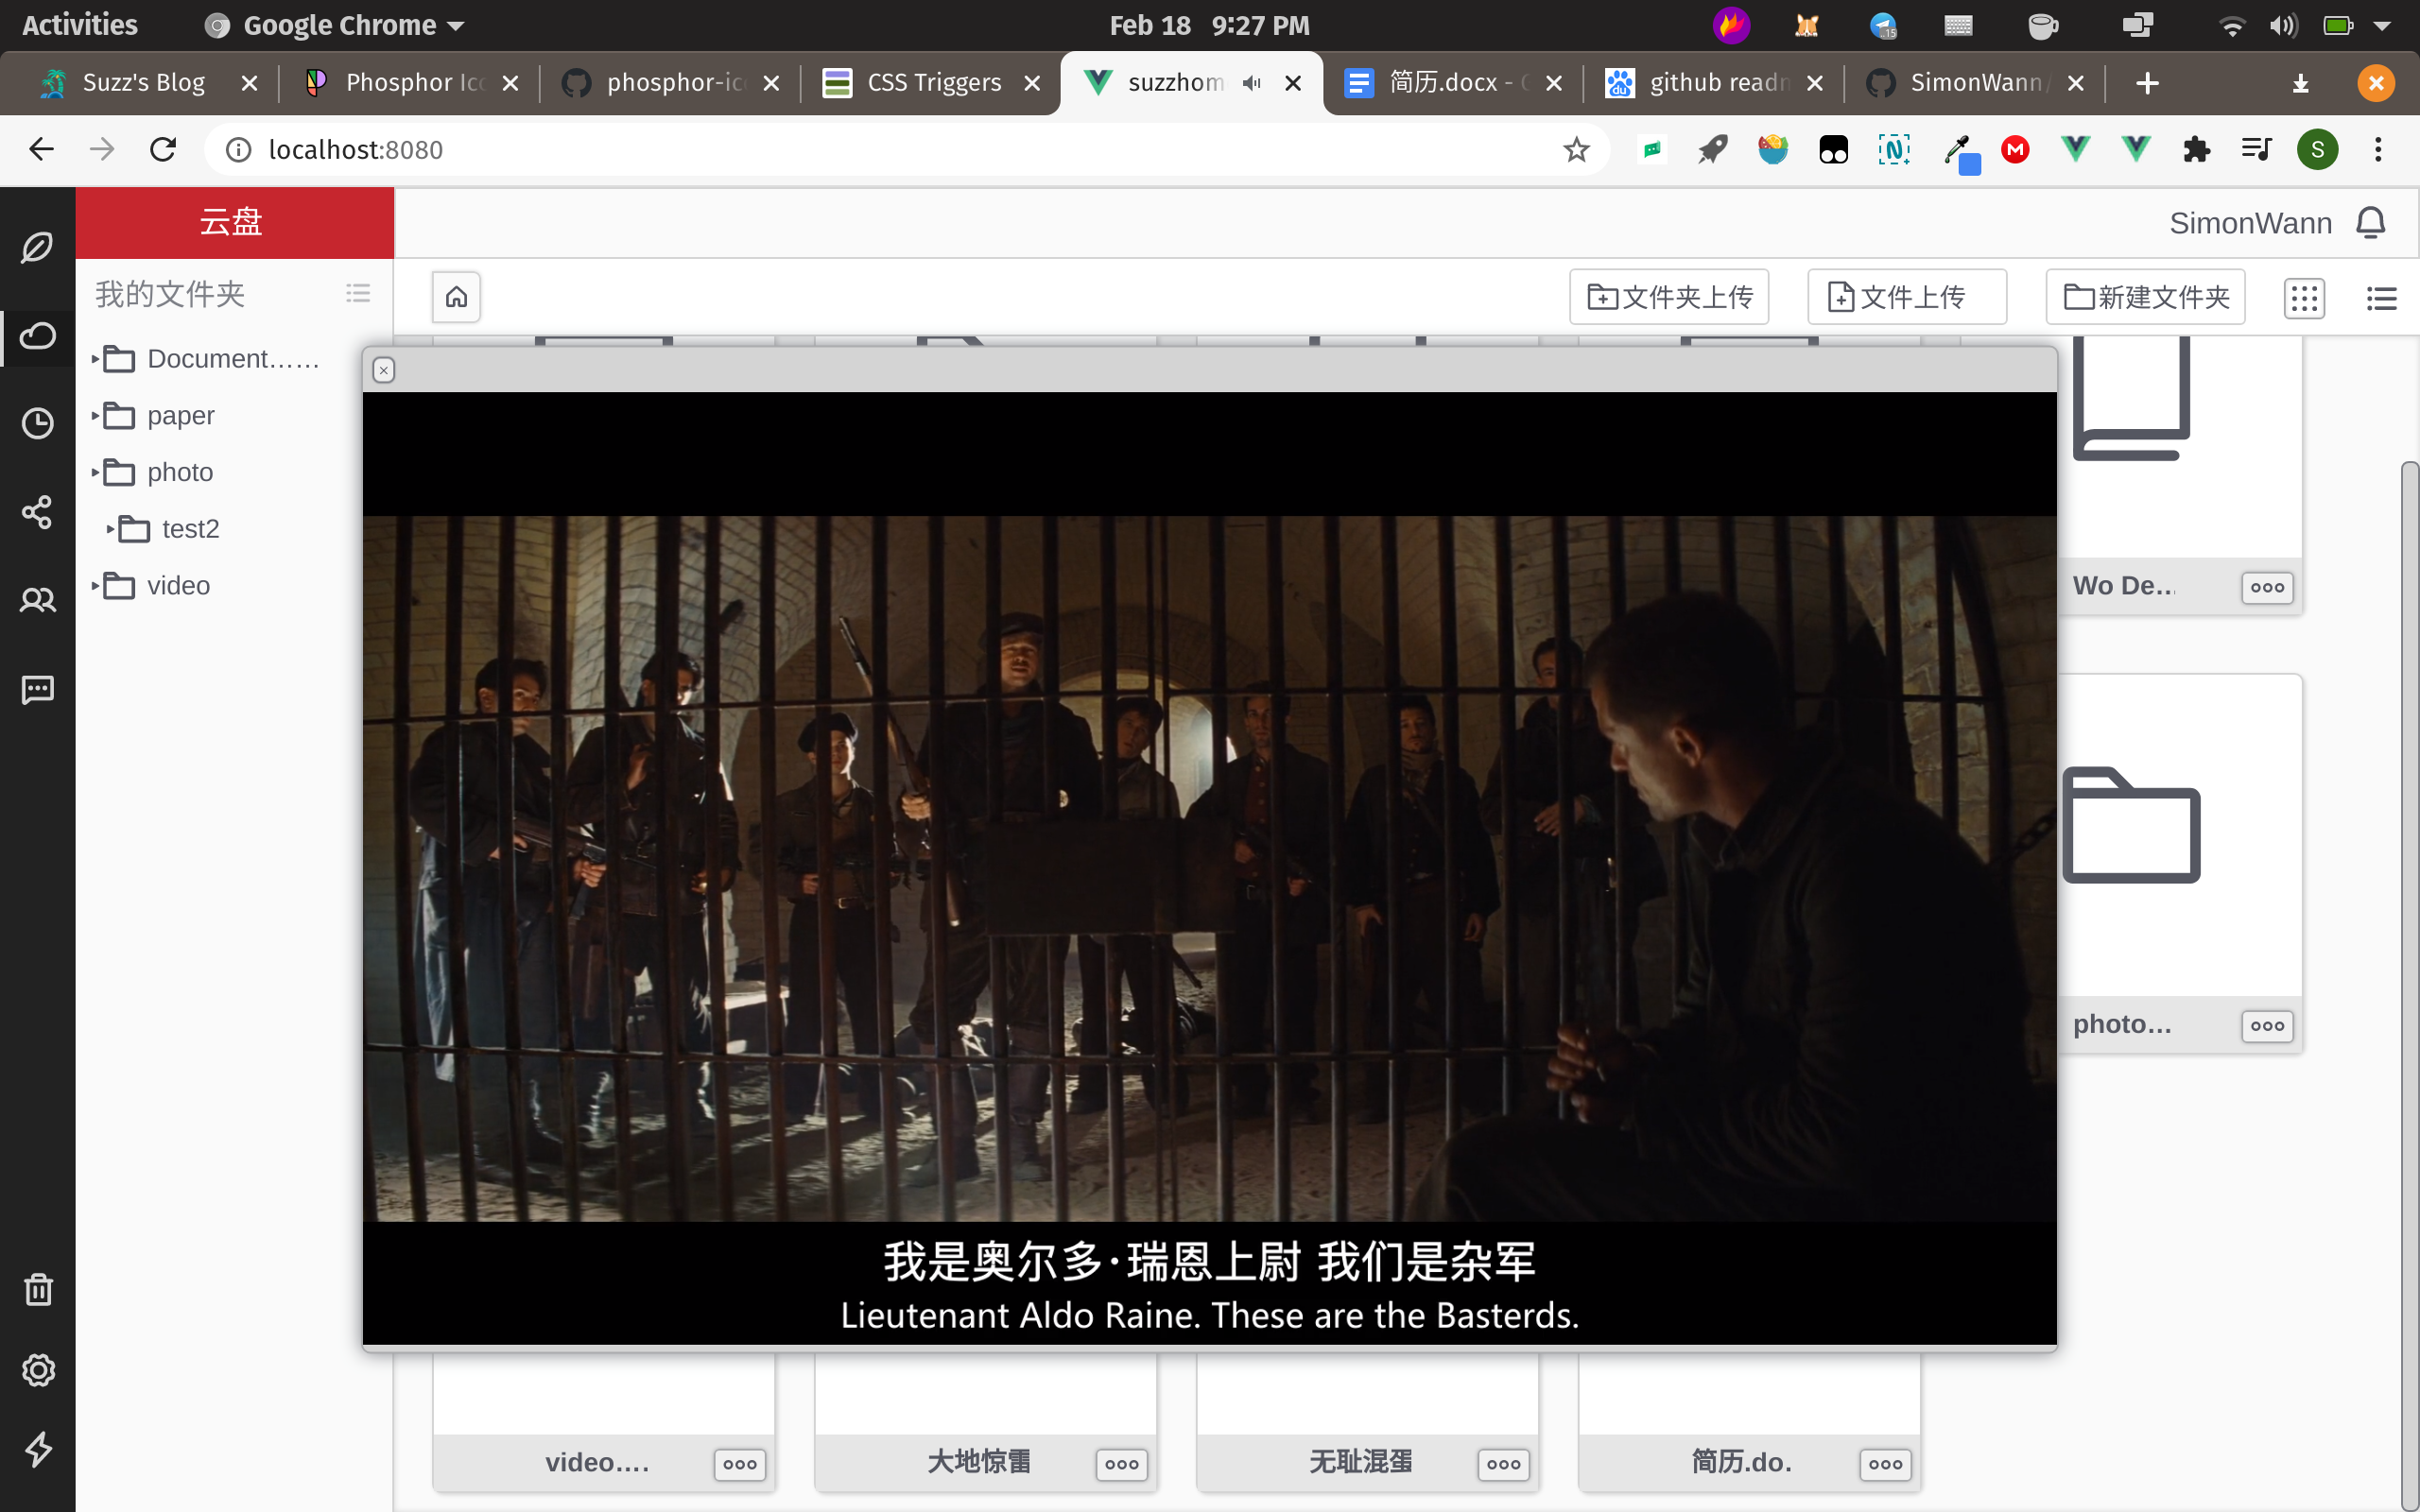 Activities
Google Chrome
Feb 18 9:27 PM
15
Suzz's Blog
Phosphor Ic
phosphor-ic
CSS Triggers
suzzhom
简历.docx - G
github readn
SimonWann/
localhost:8080
S
云盘
SimonWann
我的文件夹
文件夹上传
文件上传
新建文件夹
Document……
paper
photo
test2
video
Wo De…
photo…
我是奥尔多·瑞恩上尉 我们是杂军
Lieutenant Aldo Raine. These are the Basterds.
video….
大地惊雷
无耻混蛋
简历.do.